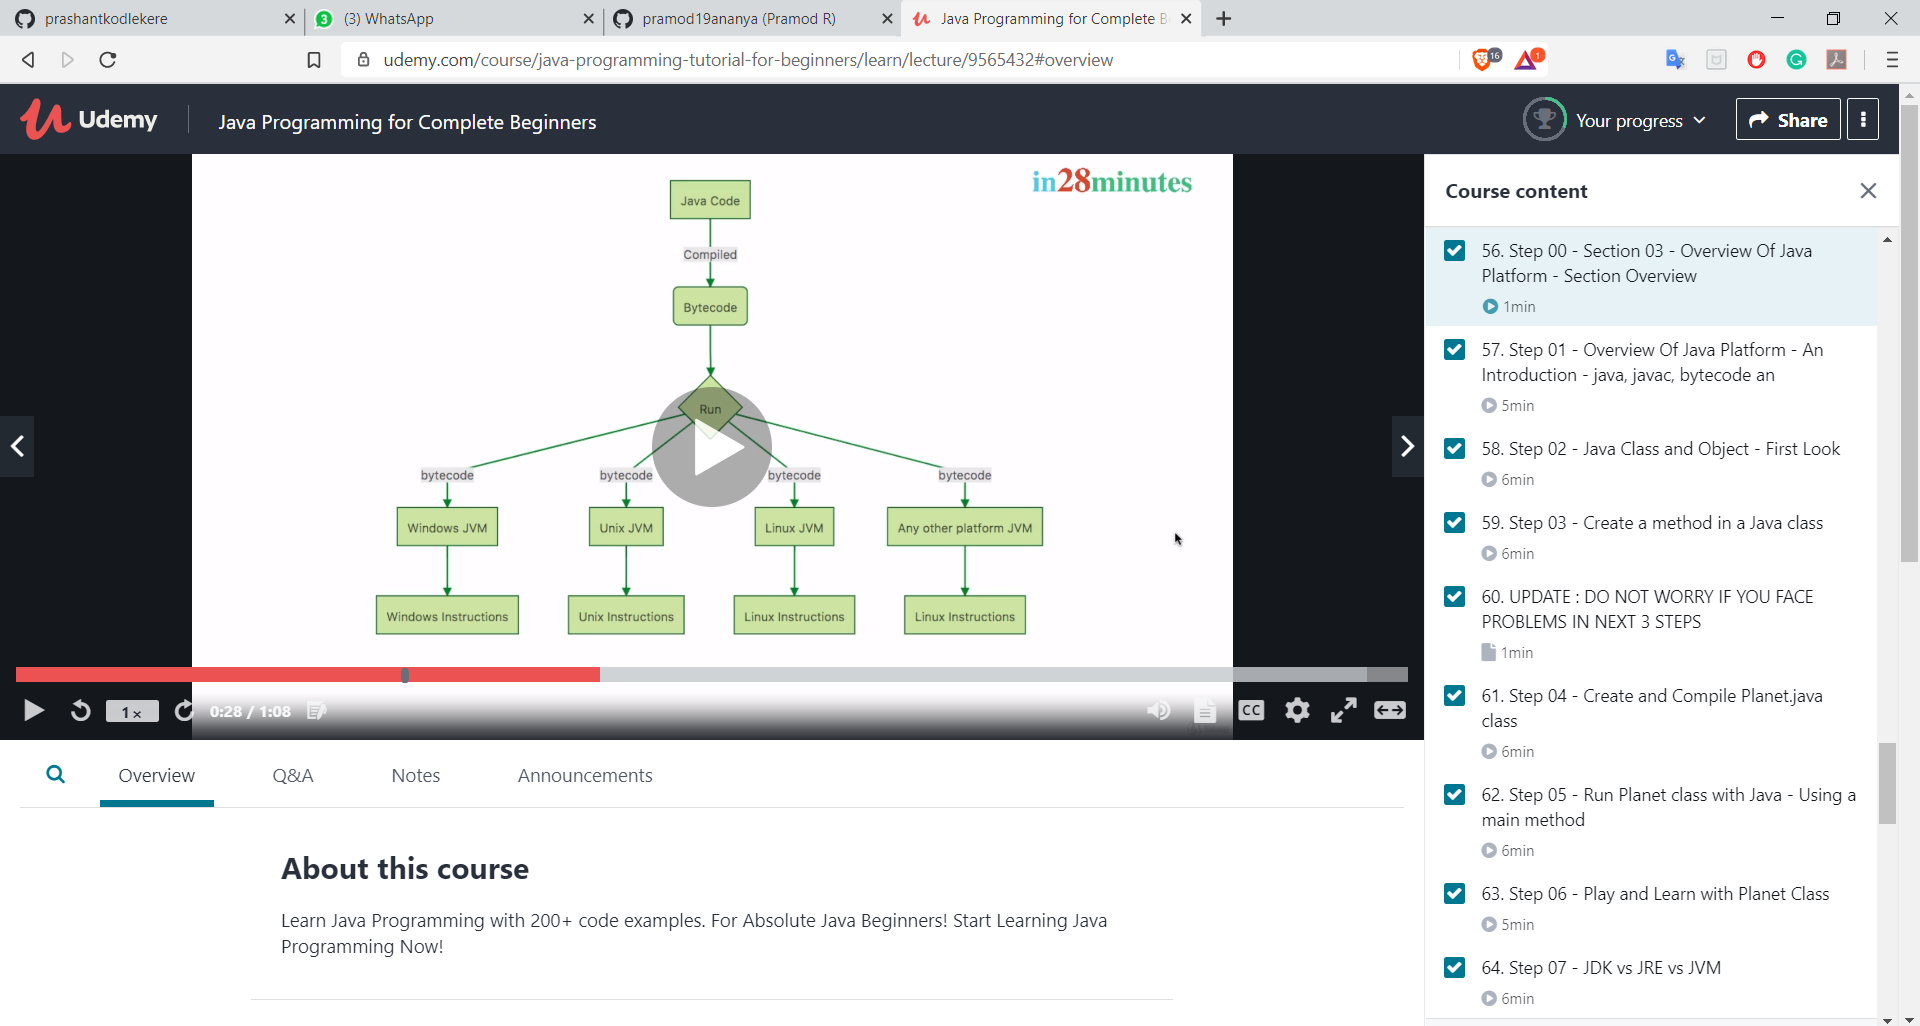 prashantkodlekere
3
(3) WhatsApp
pramod19ananya (Pramod R)
Java Programming for Complete B
udemy.com/course/java-programming-tutorial-for-beginners/learn/lecture/9565432#overview
16
1
Udemy
Java Programming for Complete Beginners
Your progress
Share
in28minutes
Java Code
Compiled
Bytecode
Run
bytecode
bytecode
bytecode
bytecode
Windows JVM
Unix JVM
Linux JVM
Any other platform JVM
Windows Instructions
Unix Instructions
Linux Instructions
Linux Instructions
1x
0:28 / 1:08
CC
Overview
Q&A
Notes
Announcements
About this course
Learn Java Programming with 200+ code examples. For Absolute Java Beginners! Start Learning Java
Programming Now!
Course content
56. Step 00 - Section 03 - Overview Of Java
Platform - Section Overview
1min
57. Step 01 - Overview Of Java Platform - An
Introduction - java, javac, bytecode an
5min
58. Step 02 - Java Class and Object - First Look
6min
59. Step 03 - Create a method in a Java class
6min
60. UPDATE : DO NOT WORRY IF YOU FACE
PROBLEMS IN NEXT 3 STEPS
1min
61. Step 04 - Create and Compile Planet.java
class
6min
62. Step 05 - Run Planet class with Java - Using a
main method
6min
63. Step 06 - Play and Learn with Planet Class
5min
64. Step 07 - JDK vs JRE vs JVM
6min